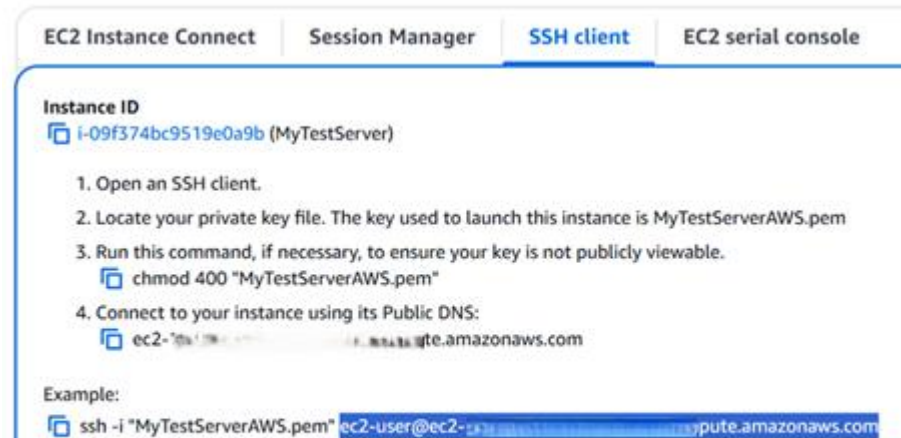 EC2 Instance Connect Session Manager SSH client EC2 serial console
Instance ID
i-09f374bc9519e0a9b (MyTestServer)
1. Open an SSH client.
2. Locate your private key file. The key used to launch this instance is MyTestServerAWS.pem
3. Run this command, if necessary, to ensure your key is not publicly viewable.
chmod 400 "MyTestServerAWS.pem"
4. Connect to your instance using its Public DNS:
ec2- te.amazonaws.com
Example:
ssh -i "MyTestServerAWS.pem" ec2-user@ec2- pute.amazonaws.com